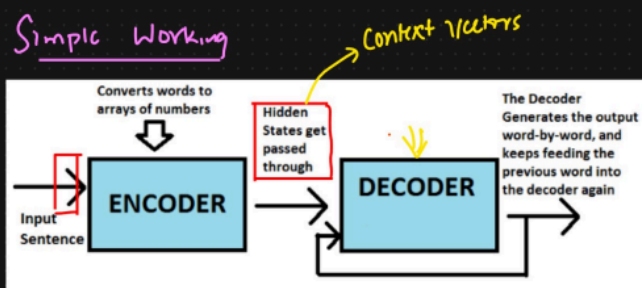 Simple Working
Context Vectors
Converts words to
arrays of numbers
Hidden
States get
passed
through
The Decoder
Generates the output
word-by-word, and
keeps feeding the
previous word into
the decoder again
ENCODER
DECODER
Input
Sentence